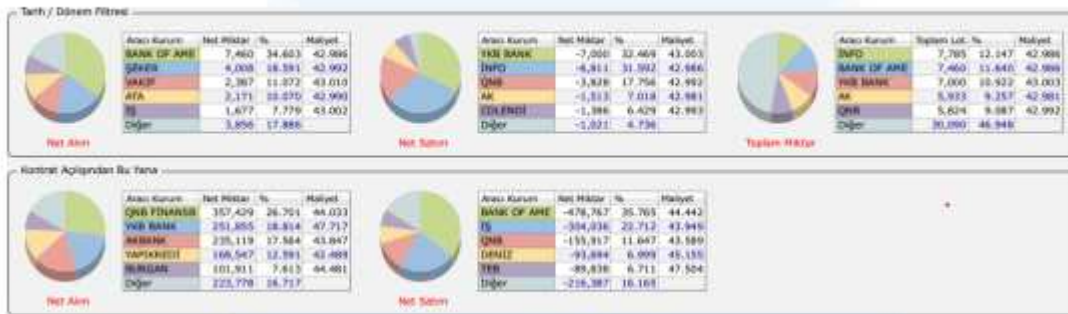 Tarih / Dönem Filtresi
Aracı Kurum Net Miktar % Maliyet
BANK OF AME 7,460 34.603 42.986
ŞEKER 4,008 18.591 42.992
VAKIF 2,387 11.072 43.010
ATA 2,171 10.070 42.990
İŞ 1,677 7.779 43.002
Diğer 3,856 17.886
Net Alım
Aracı Kurum Net Miktar % Maliyet
YKB BANK -7,000 32.469 43.003
İNFO -6,811 31.592 42.986
QNB -3,828 17.756 42.992
AK -1,513 7.018 42.981
EDLENDİ -1,386 6.429 42.993
Diğer -1,021 4.736
Net Satım
Aracı Kurum Toplam Lot. % Maliyet
İNFO 7,785 12.147 42.986
BANK OF AME 7,460 11.640 42.986
YKB BANK 7,000 10.922 43.003
AK 5,933 9.257 42.981
QNB 5,824 9.087 42.992
Diğer 30,090 46.948
Toplam Miktar
Kontrat Açılışından Bu Yana
Aracı Kurum Net Miktar % Maliyet
QNB FİNANSB 357,429 26.701 44.033
YKB BANK 251,855 18.814 47.717
AKBANK 235,119 17.564 43.847
YAPIKREDİ 168,547 12.591 42.489
BURGAN 101,911 7.613 44.481
Diğer 223,778 16.717
Net Alım
Aracı Kurum Net Miktar % Maliyet
BANK OF AME -478,767 35.765 44.442
İŞ -304,036 22.712 43.949
QNB -155,917 11.647 43.589
DENİZ -93,694 6.999 45.155
TEB -89,838 6.711 47.504
Diğer -216,387 16.165
Net Satım